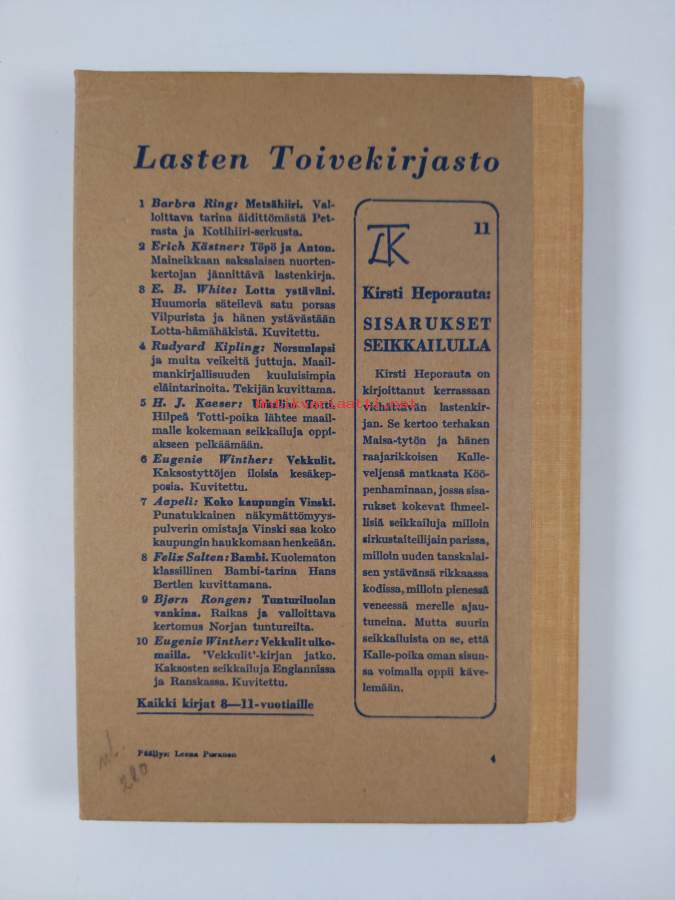 Lasten Toivekirjasto
1 Barbra Ring: Metsähiiri. Val-
loittava tarina äidittömästä Pet-
rasta ja Kotihiiri-serkusta.
2 Erich Kästner: Töpö ja Anton.
Maineikkaan saksalaisen nuorten-
kertojan jännittävä lastenkirja.
3 E. B. White: Lotta ystäväni.
Huumoria säteilevä satu porsas
Vilpurista ja hänen ystävästään
Lotta-hämähäkistä. Kuvitettu.
4 Rudyard Kipling: Norsunlapsi
ja muita veikeitä juttuja. Maail-
mankirjallisuuden kuuluisimpia
eläintarinoita. Tekijän kuvittama.
5 H. J. Kaeser: Totti.
Hilpeä Totti-poika lähtee maail-
malle kokemaan seikkailuja oppi-
akseen pelkäämään.
6 Eugenie Winther: Vekkulit.
Kaksostyttöjen iloisia kesäkep-
posia. Kuvitettu.
7 Aapeli: Koko kaupungin Vinski.
Punatukkainen näkymättömyys-
pulverin omistaja Vinski saa koko
kaupungin haukkomaan henkeään.
8 Felix Salten: Bambi. Kuolematon
klassillinen Bambi-tarina Hans
Bertlen kuvittamana.
9 Bjørn Rongen: Tunturiluolan
vankina. Raikas ja valloittava
kertomus Norjan tuntureilta.
10 Eugenie Winther: Vekkulit ulko-
mailla. 'Vekkulit'-kirjan jatko.
Kaksosten seikkailuja Englannissa
ja Ranskassa. Kuvitettu.
Kaikki kirjat 8—11-vuotiaille
LTK
11
Kirsti Heporauta:
SISARUKSET
SEIKKAILULLA
Kirsti Heporauta on
kirjoittanut kerrassaan
viehättävän lastenkir-
jan. Se kertoo terhakan
Maisa-tytön ja hänen
raajarikkoisen Kalle-
veljensä matkasta Köö-
penhaminaan, jossa sisa-
rukset kokevat ihmeel-
lisiä seikkailuja milloin
sirkustaiteilijain parissa,
milloin uuden tanskalai-
sen ystävänsä rikkaassa
kodissa, milloin pienessä
veneessä merelle ajau-
tuneina. Mutta suurin
seikkailuista on se, että
Kalle-poika oman sisun-
sa voimalla oppii käve-
lemään.
antikvariaatti.net
Päällys: Leena Puranen
4
nl.
220